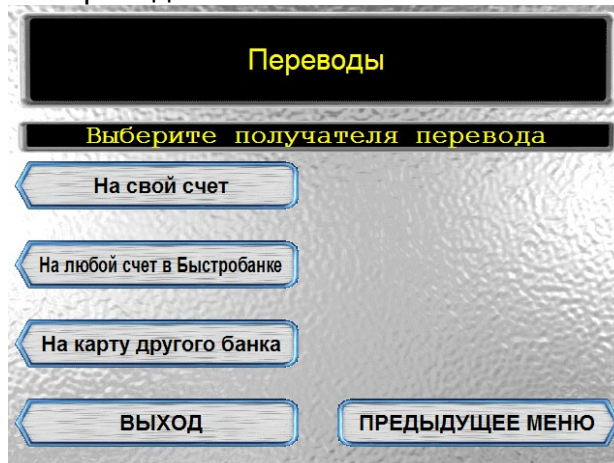 Переводы
Выберите получателя перевода
На свой счет
На любой счет в Быстробанке
На карту другого банка
ВЫХОД
ПРЕДЫДУЩЕЕ МЕНЮ